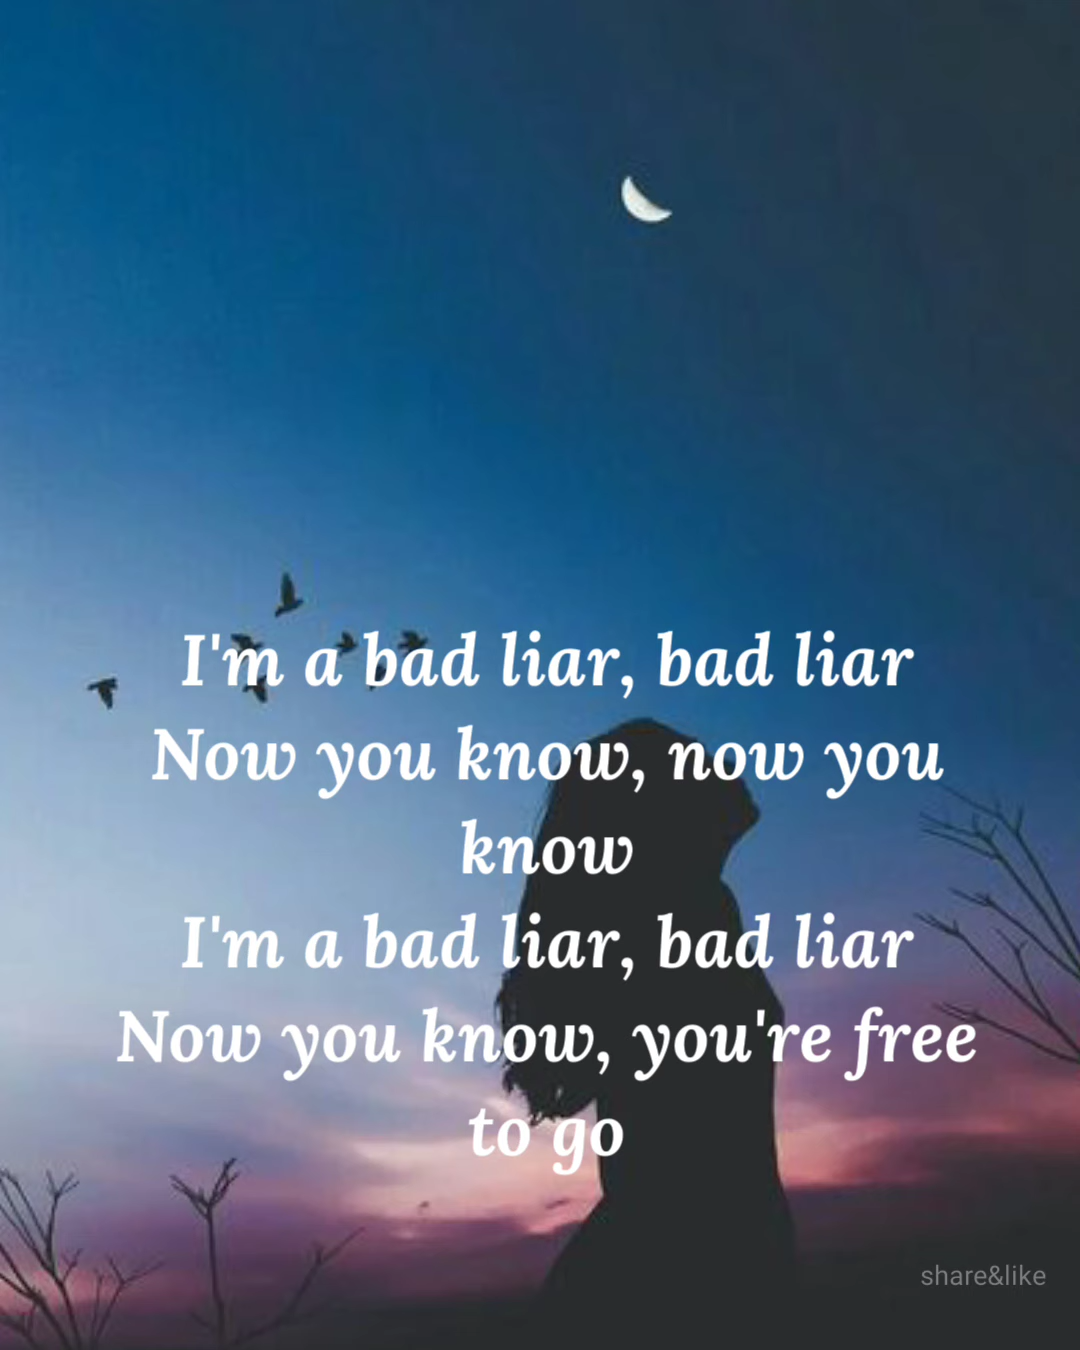 I'm a bad liar, bad liar
Now you know, now you
know
I'm a bad liar, bad liar
Now you know, you're free
to go
share&like